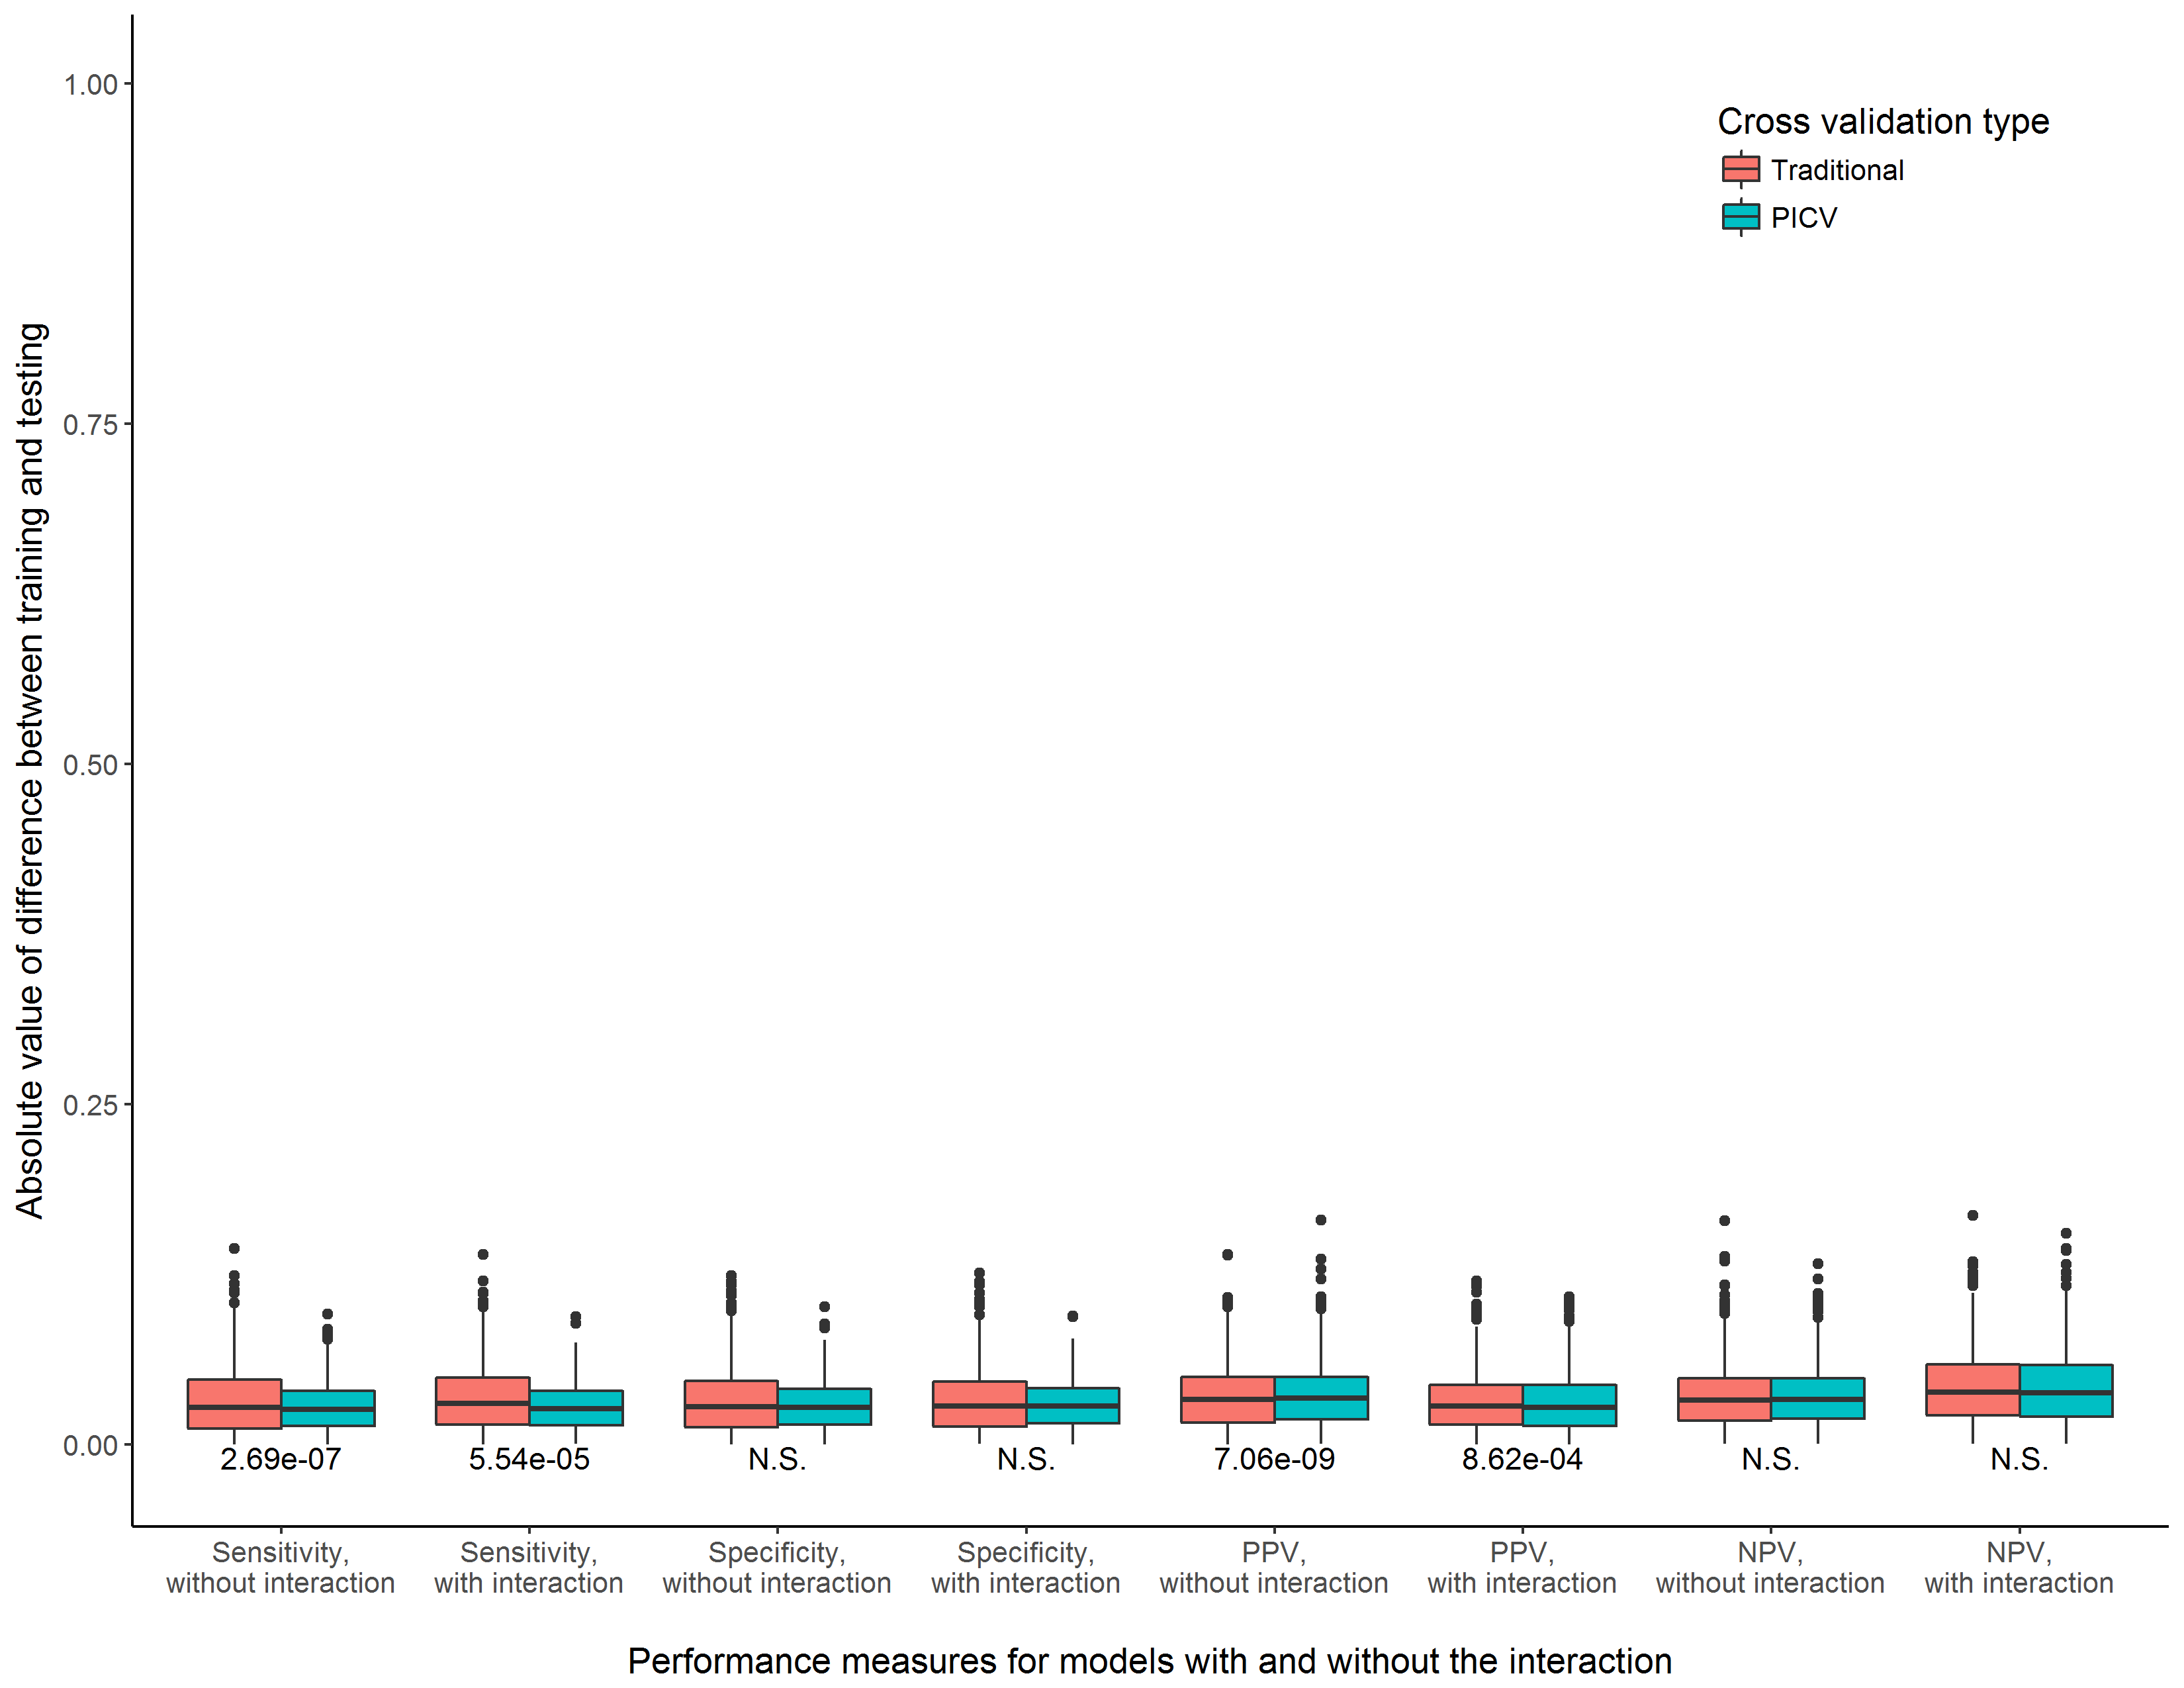 Absolute value of difference between training and testing
1.00
0.75
0.50
0.25
0.00
Cross validation type
Traditional
PICV
2.69e-07
5.54e-05
N.S.
N.S.
7.06e-09
8.62e-04
N.S.
N.S.
Sensitivity,
without interaction
Sensitivity,
with interaction
Specificity,
without interaction
Specificity,
with interaction
PPV,
without interaction
PPV,
with interaction
NPV,
without interaction
NPV,
with interaction
Performance measures for models with and without the interaction